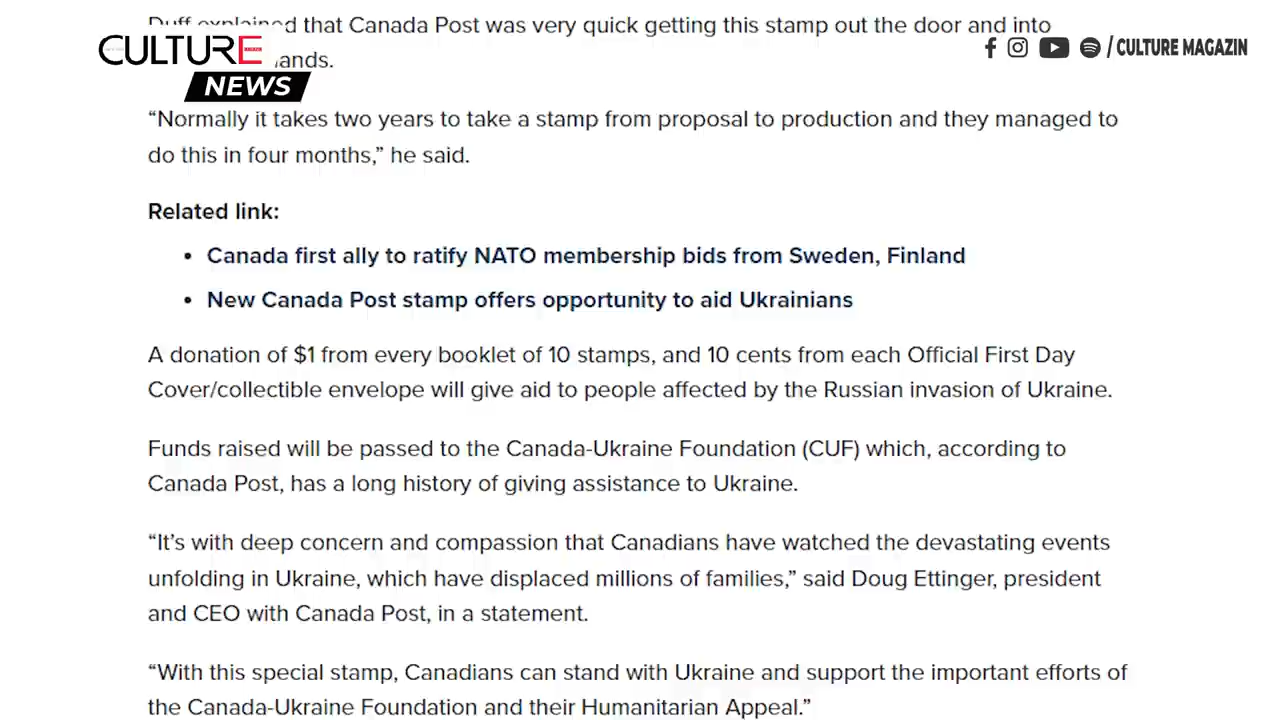 Duff explained that Canada Post was very quick getting this stamp out the door and into
hands.
CULTURE
NEWS
/ CULTURE MAGAZIN
“Normally it takes two years to take a stamp from proposal to production and they managed to
do this in four months,” he said.
Related link:
• Canada first ally to ratify NATO membership bids from Sweden, Finland
• New Canada Post stamp offers opportunity to aid Ukrainians
A donation of $1 from every booklet of 10 stamps, and 10 cents from each Official First Day
Cover/collectible envelope will give aid to people affected by the Russian invasion of Ukraine.
Funds raised will be passed to the Canada-Ukraine Foundation (CUF) which, according to
Canada Post, has a long history of giving assistance to Ukraine.
“It’s with deep concern and compassion that Canadians have watched the devastating events
unfolding in Ukraine, which have displaced millions of families,” said Doug Ettinger, president
and CEO with Canada Post, in a statement.
“With this special stamp, Canadians can stand with Ukraine and support the important efforts of
the Canada-Ukraine Foundation and their Humanitarian Appeal.”